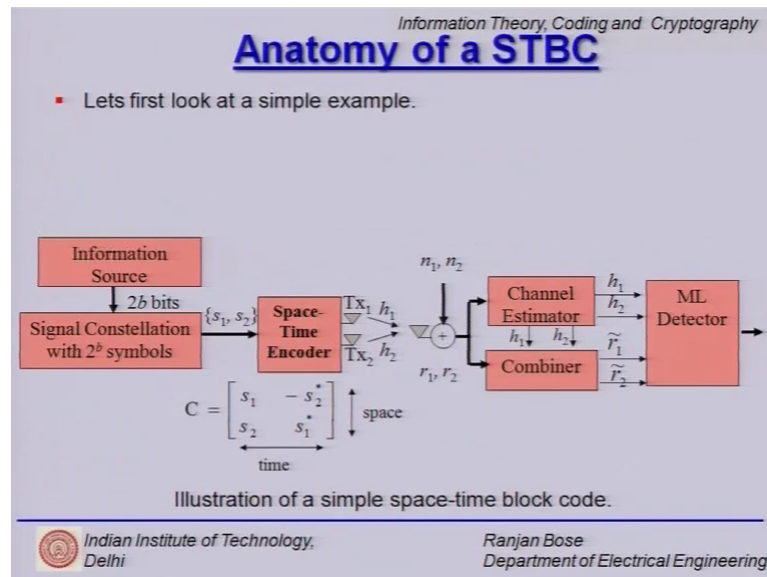 Information Theory, Coding and Cryptography
Anatomy of a STBC
▪ Lets first look at a simple example.
Information
Source
2b bits
Signal Constellation
with 2ᵇ symbols
{s₁, s₂}
Space-
Time
Encoder
Tx₁ h₁
Tx₂ h₂
n₁, n₂
+
r₁, r₂
Channel
Estimator
h₁
h₂
h₁ h₂
Combiner
r̃₁
r̃₂
ML
Detector
C = [ s₁ − s₂* ]
[ s₂ s₁* ]
space
time
Illustration of a simple space-time block code.
Indian Institute of Technology,
Delhi
Ranjan Bose
Department of Electrical Engineering